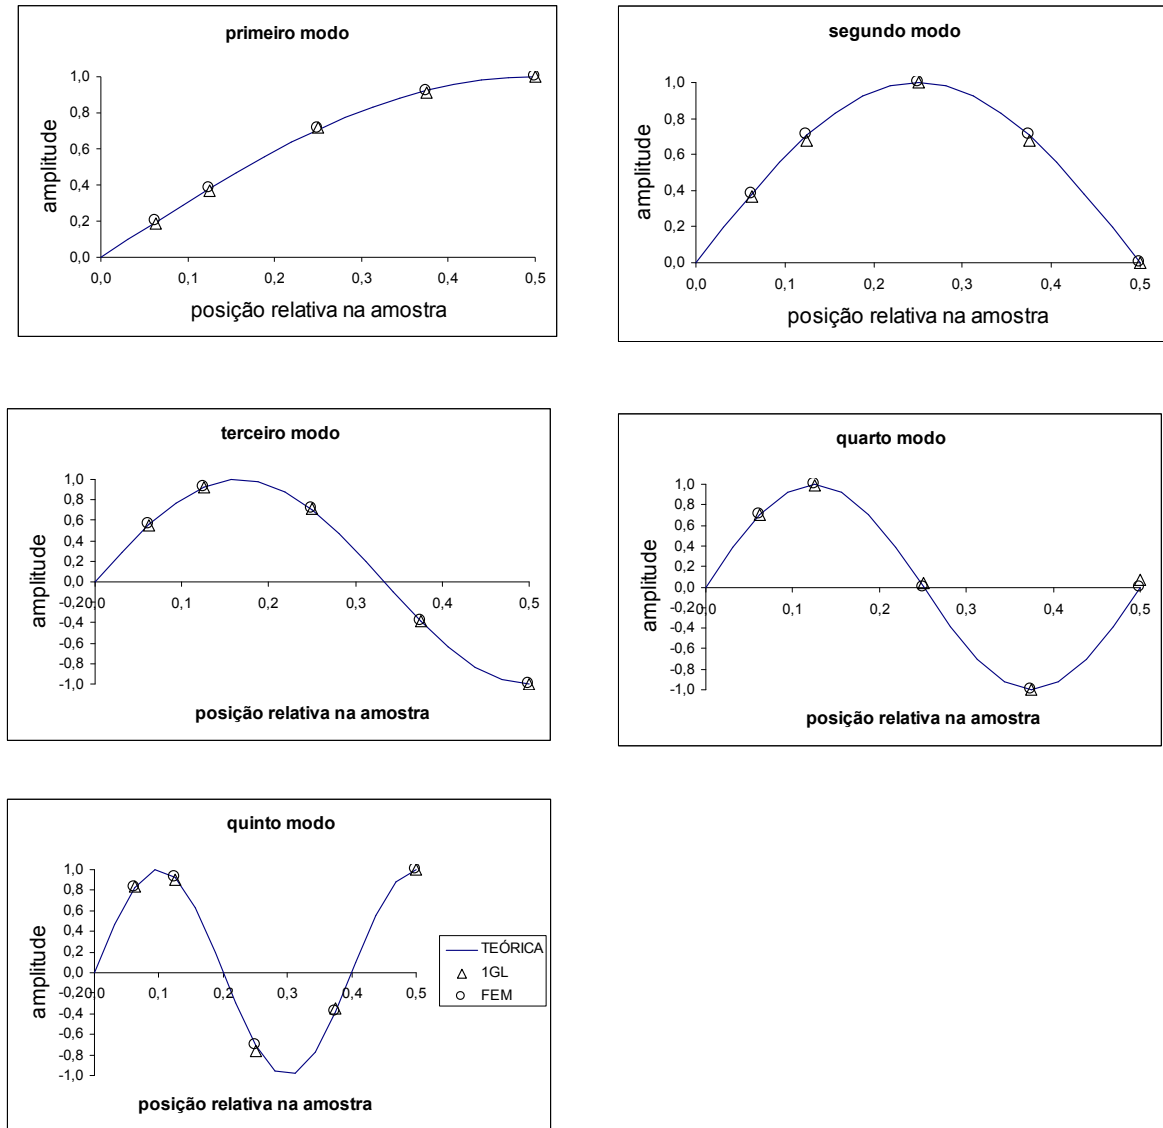 primeiro modo
amplitude
1,0
0,8
0,6
0,4
0,2
0,0
0,0 0,1 0,2 0,3 0,4 0,5
posição relativa na amostra
segundo modo
amplitude
1,0
0,8
0,6
0,4
0,2
0,0
0,0 0,1 0,2 0,3 0,4 0,5
posição relativa na amostra
terceiro modo
amplitude
1,0
0,8
0,6
0,4
0,2
0,0
-0,20,0 0,1 0,2 0,3 0,4 0,5
-0,4
-0,6
-0,8
-1,0
posição relativa na amostra
quarto modo
amplitude
1,0
0,8
0,6
0,4
0,2
0,0
-0,20,0 0,1 0,2 0,3 0,4 0,5
-0,4
-0,6
-0,8
-1,0
posição relativa na amostra
quinto modo
amplitude
1,0
0,8
0,6
0,4
0,2
0,0
-0,20,0 0,1 0,2 0,3 0,4 0,5
-0,4
-0,6
-0,8
-1,0
posição relativa na amostra
TEÓRICA
1GL
FEM